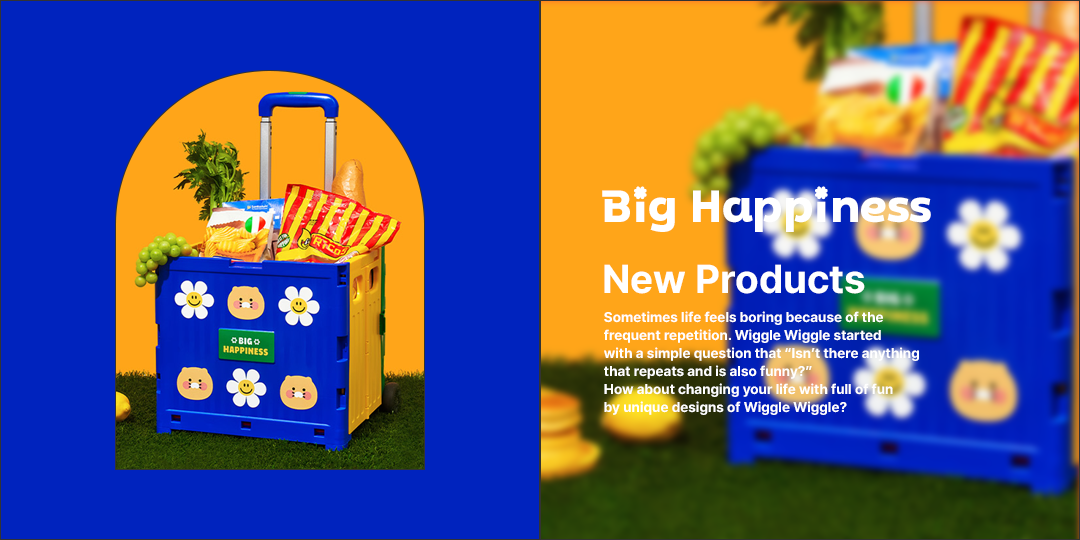 BIG
HAPPINESS
RICOS
Big Happiness
New Products
Sometimes life feels boring because of the
frequent repetition. Wiggle Wiggle started
with a simple question that “Isn’t there anything
that repeats and is also funny?”
How about changing your life with full of fun
by unique designs of Wiggle Wiggle?